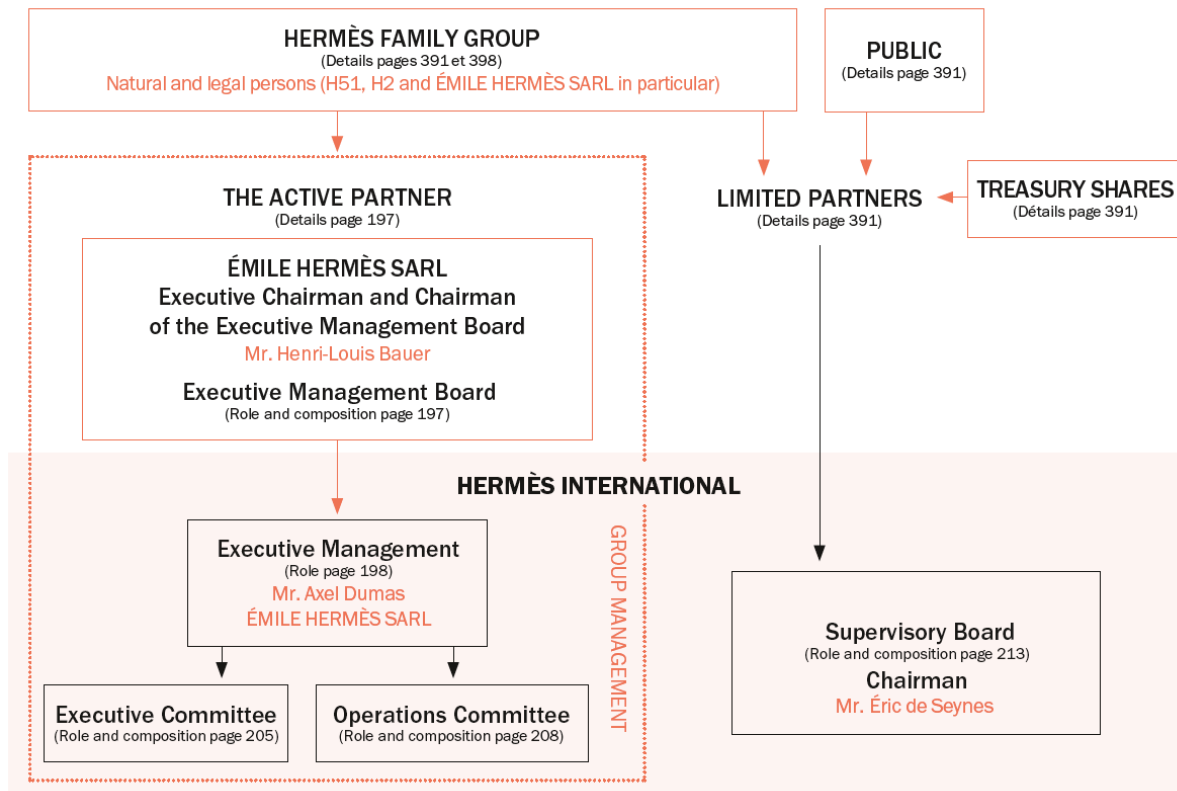 HERMÈS FAMILY GROUP
(Details pages 391 et 398)
Natural and legal persons (H51, H2 and ÉMILE HERMÈS SARL in particular)
PUBLIC
(Details page 391)
THE ACTIVE PARTNER
(Details page 197)
LIMITED PARTNERS
(Details page 391)
TREASURY SHARES
(Détails page 391)
ÉMILE HERMÈS SARL
Executive Chairman and Chairman
of the Executive Management Board
Mr. Henri-Louis Bauer
Executive Management Board
(Role and composition page 197)
HERMÈS INTERNATIONAL
Executive Management
(Role page 198)
Mr. Axel Dumas
ÉMILE HERMÈS SARL
GROUP MANAGEMENT
Executive Committee
(Role and composition page 205)
Operations Committee
(Role and composition page 208)
Supervisory Board
(Role and composition page 213)
Chairman
Mr. Éric de Seynes